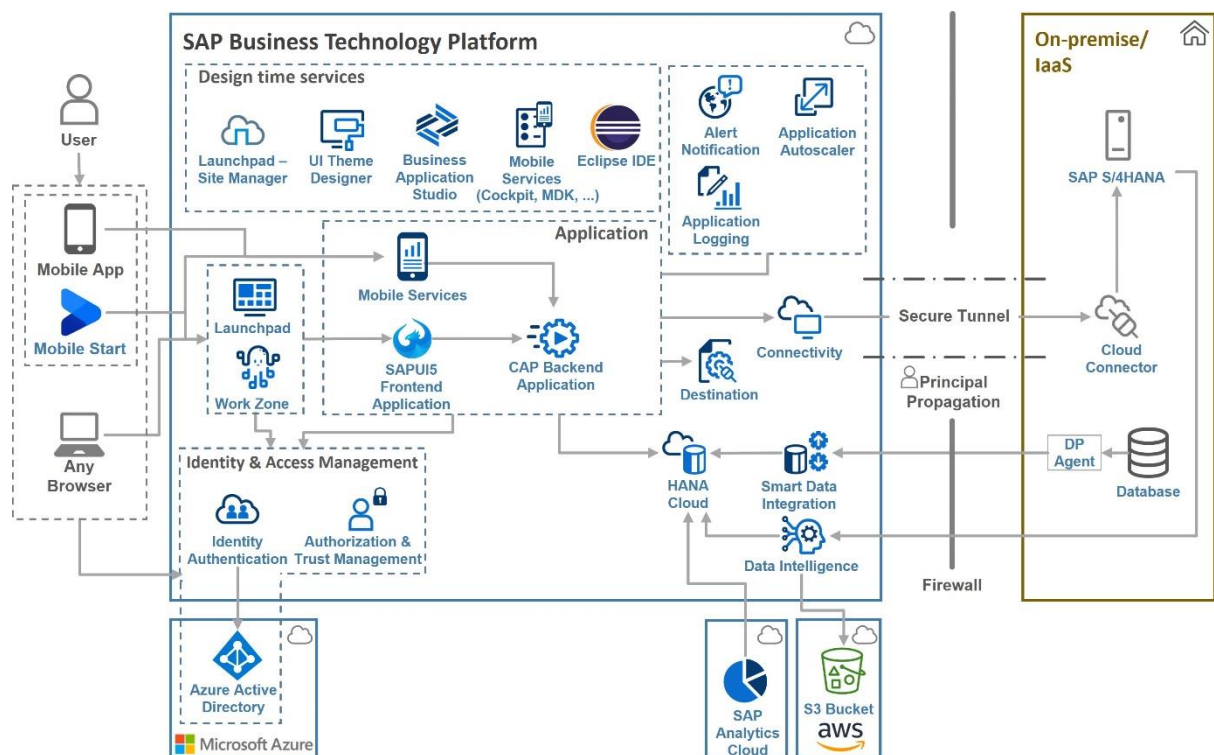 SAP Business Technology Platform
Design time services
Launchpad –
Site Manager
UI Theme
Designer
Business
Application
Studio
Mobile
Services
(Cockpit, MDK, ...)
Eclipse IDE
Alert
Notification
Application
Autoscaler
Application
Logging
On-premise/
IaaS
SAP S/4HANA
User
Mobile App
Mobile Start
Any
Browser
Launchpad
Work Zone
Application
Mobile Services
SAPUI5
Frontend
Application
CAP Backend
Application
Connectivity
Destination
Secure Tunnel
Principal
Propagation
Cloud
Connector
Identity & Access Management
Identity
Authentication
Authorization &
Trust Management
HANA
Cloud
Smart Data
Integration
Data Intelligence
DP
Agent
Database
Firewall
Azure Active
Directory
Microsoft Azure
SAP
Analytics
Cloud
S3 Bucket
aws